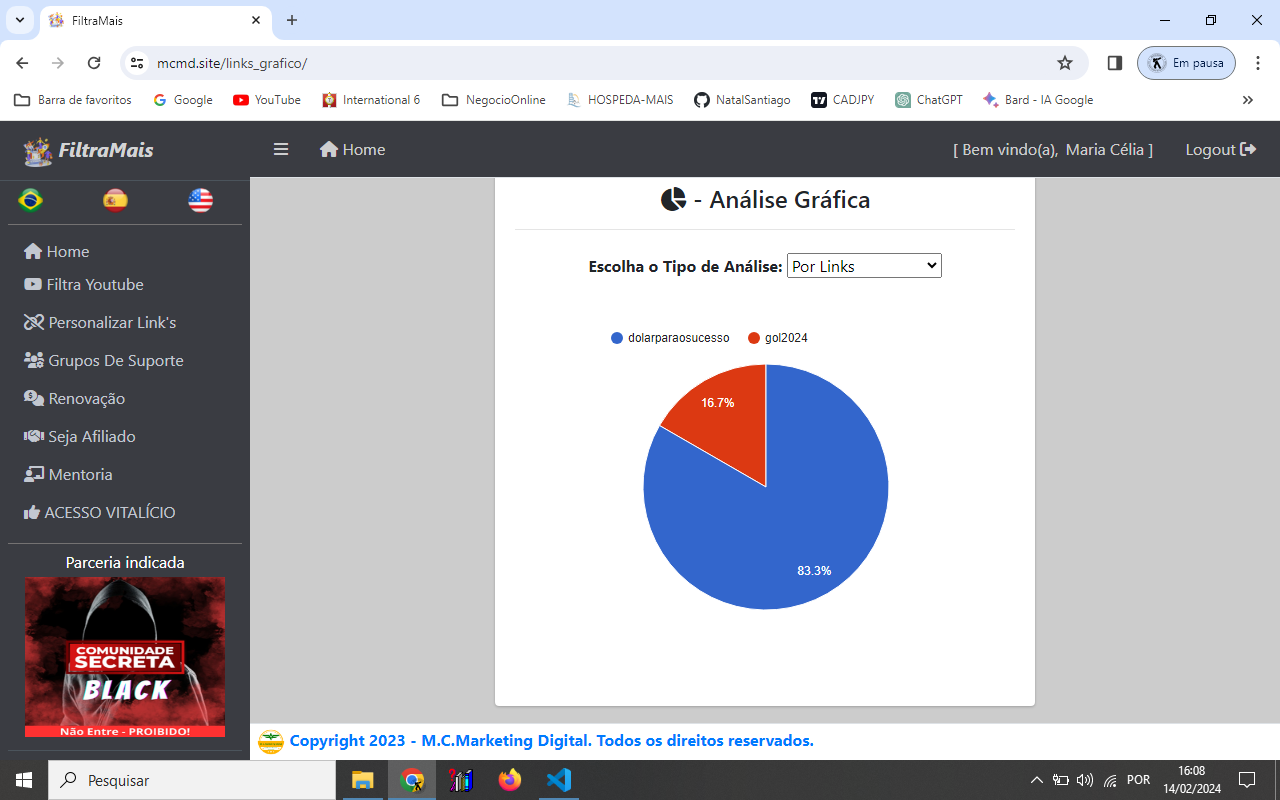 FiltraMais
mcmd.site/links_grafico/
Em pausa
Barra de favoritos
Google
YouTube
International 6
NegocioOnline
HOSPEDA-MAIS
NatalSantiago
CADJPY
ChatGPT
Bard - IA Google
FiltraMais
Home
[ Bem vindo(a), Maria Célia ]
Logout
Home
Filtra Youtube
Personalizar Link's
Grupos De Suporte
Renovação
Seja Afiliado
Mentoria
ACESSO VITALÍCIO
Parceria indicada
COMUNIDADE
SECRETA
BLACK
Não Entre - PROIBIDO!
- Análise Gráfica
Escolha o Tipo de Análise: Por Links
dolarparaosucesso
gol2024
16.7%
83.3%
Copyright 2023 - M.C.Marketing Digital. Todos os direitos reservados.
Pesquisar
POR
16:08
14/02/2024